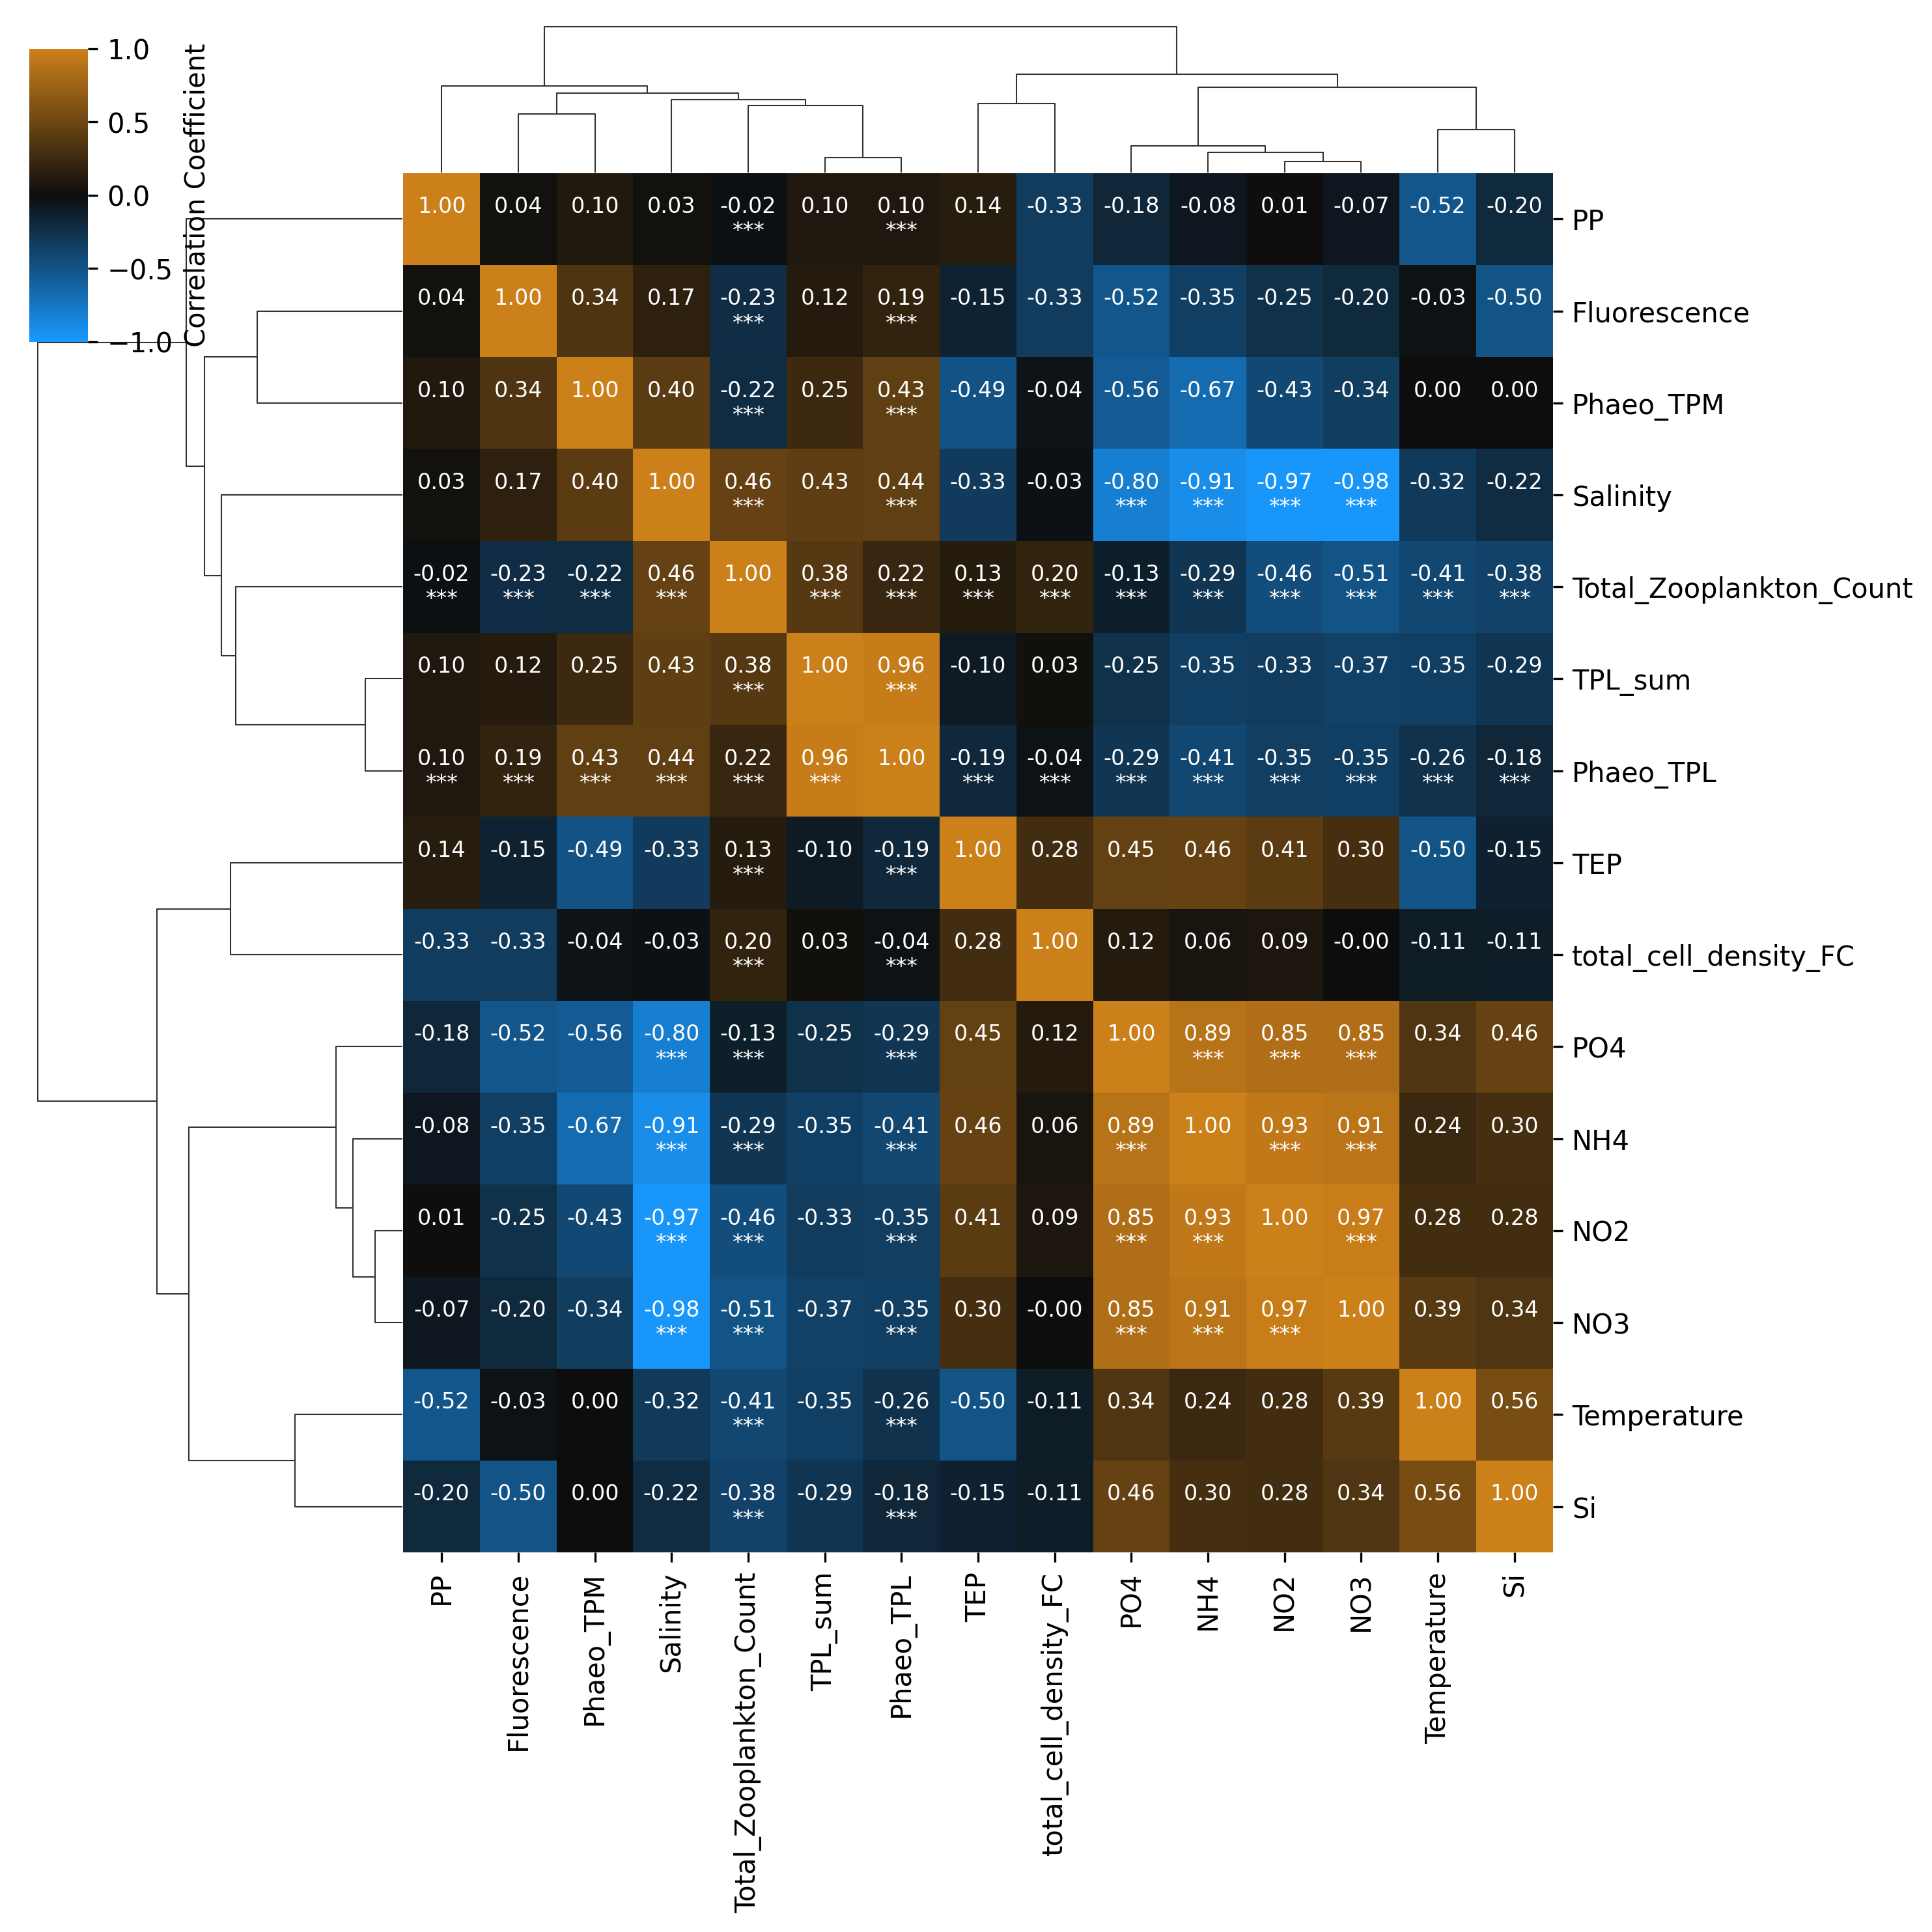 1.0
0.5
0.0
−0.5
−1.0
Correlation Coefficient
1.00 0.04 0.10 0.03 -0.02 0.10 0.10 0.14 -0.33 -0.18 -0.08 0.01 -0.07 -0.52 -0.20 PP
*** ***
0.04 1.00 0.34 0.17 -0.23 0.12 0.19 -0.15 -0.33 -0.52 -0.35 -0.25 -0.20 -0.03 -0.50 Fluorescence
*** ***
0.10 0.34 1.00 0.40 -0.22 0.25 0.43 -0.49 -0.04 -0.56 -0.67 -0.43 -0.34 0.00 0.00 Phaeo_TPM
*** ***
0.03 0.17 0.40 1.00 0.46 0.43 0.44 -0.33 -0.03 -0.80 -0.91 -0.97 -0.98 -0.32 -0.22 Salinity
*** *** *** *** *** ***
-0.02 -0.23 -0.22 0.46 1.00 0.38 0.22 0.13 0.20 -0.13 -0.29 -0.46 -0.51 -0.41 -0.38 Total_Zooplankton_Count
*** *** *** *** *** *** *** *** *** *** *** *** *** ***
0.10 0.12 0.25 0.43 0.38 1.00 0.96 -0.10 0.03 -0.25 -0.35 -0.33 -0.37 -0.35 -0.29 TPL_sum
*** ***
0.10 0.19 0.43 0.44 0.22 0.96 1.00 -0.19 -0.04 -0.29 -0.41 -0.35 -0.35 -0.26 -0.18 Phaeo_TPL
*** *** *** *** *** *** *** *** *** *** *** *** *** ***
0.14 -0.15 -0.49 -0.33 0.13 -0.10 -0.19 1.00 0.28 0.45 0.46 0.41 0.30 -0.50 -0.15 TEP
*** ***
-0.33 -0.33 -0.04 -0.03 0.20 0.03 -0.04 0.28 1.00 0.12 0.06 0.09 -0.00 -0.11 -0.11 total_cell_density_FC
*** ***
-0.18 -0.52 -0.56 -0.80 -0.13 -0.25 -0.29 0.45 0.12 1.00 0.89 0.85 0.85 0.34 0.46 PO4
*** *** *** *** *** ***
-0.08 -0.35 -0.67 -0.91 -0.29 -0.35 -0.41 0.46 0.06 0.89 1.00 0.93 0.91 0.24 0.30 NH4
*** *** *** *** *** ***
0.01 -0.25 -0.43 -0.97 -0.46 -0.33 -0.35 0.41 0.09 0.85 0.93 1.00 0.97 0.28 0.28 NO2
*** *** *** *** *** ***
-0.07 -0.20 -0.34 -0.98 -0.51 -0.37 -0.35 0.30 -0.00 0.85 0.91 0.97 1.00 0.39 0.34 NO3
*** *** *** *** *** ***
-0.52 -0.03 0.00 -0.32 -0.41 -0.35 -0.26 -0.50 -0.11 0.34 0.24 0.28 0.39 1.00 0.56 Temperature
*** ***
-0.20 -0.50 0.00 -0.22 -0.38 -0.29 -0.18 -0.15 -0.11 0.46 0.30 0.28 0.34 0.56 1.00 Si
*** ***
PP
Fluorescence
Phaeo_TPM
Salinity
Total_Zooplankton_Count
TPL_sum
Phaeo_TPL
TEP
total_cell_density_FC
PO4
NH4
NO2
NO3
Temperature
Si